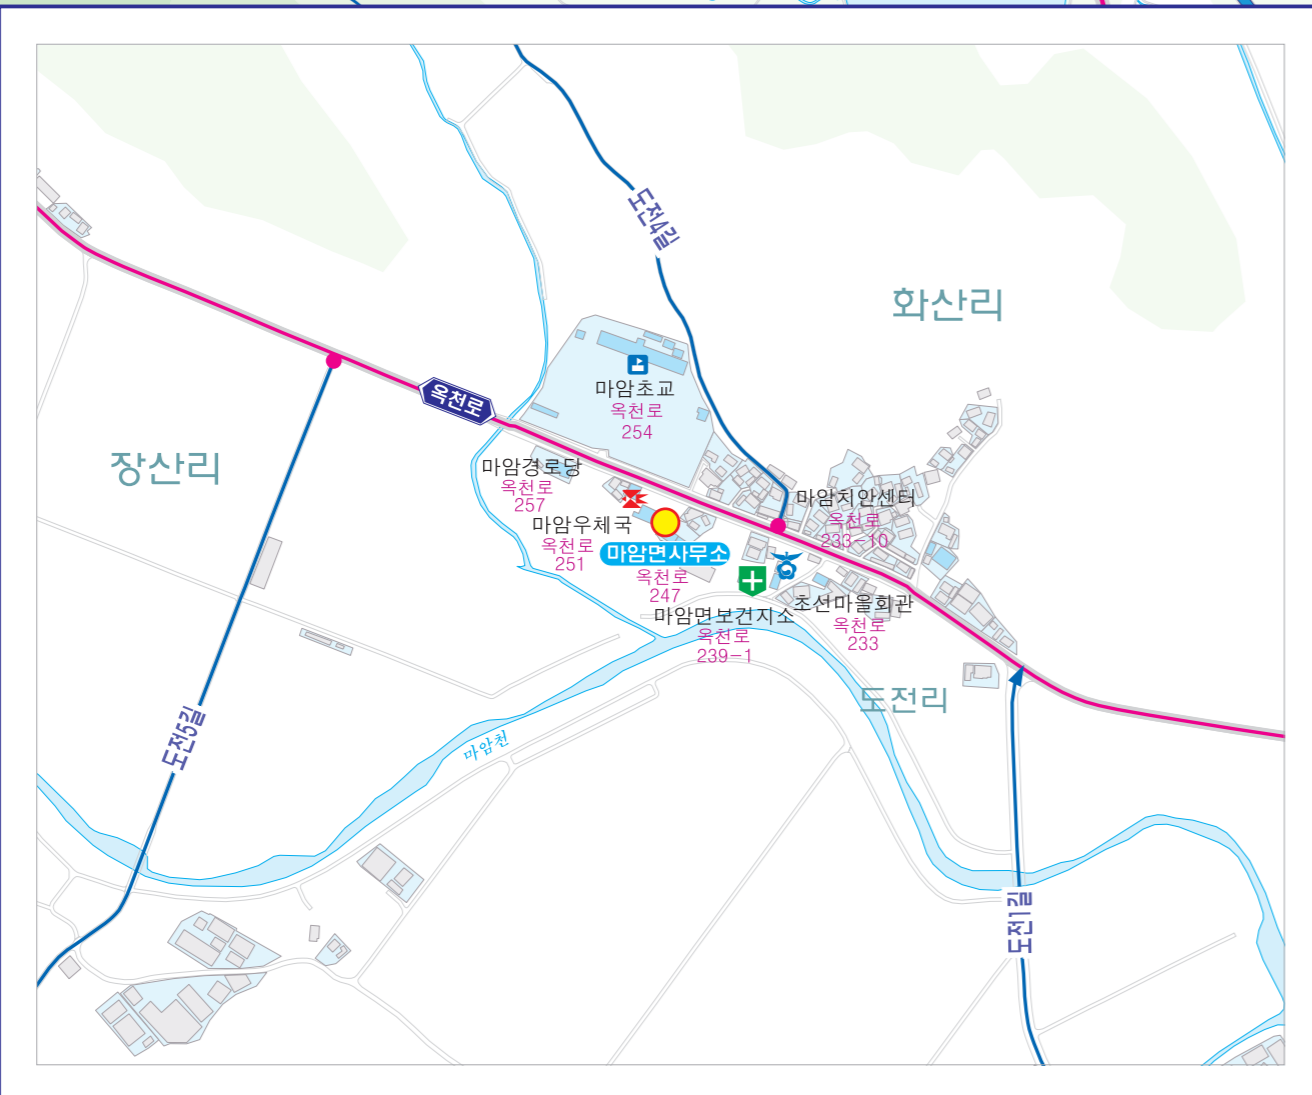 도전4길
화산리
마암초교
옥천로
254
옥천로
장산리
마암경로당
옥천로
257
마암치안센터
옥천로
233-10
마암우체국
옥천로
251
마암면사무소
옥천로
247
초선마을회관
옥천로
233
마암면보건지소
옥천로
239-1
도전리
도전5길
마암천
도전1길